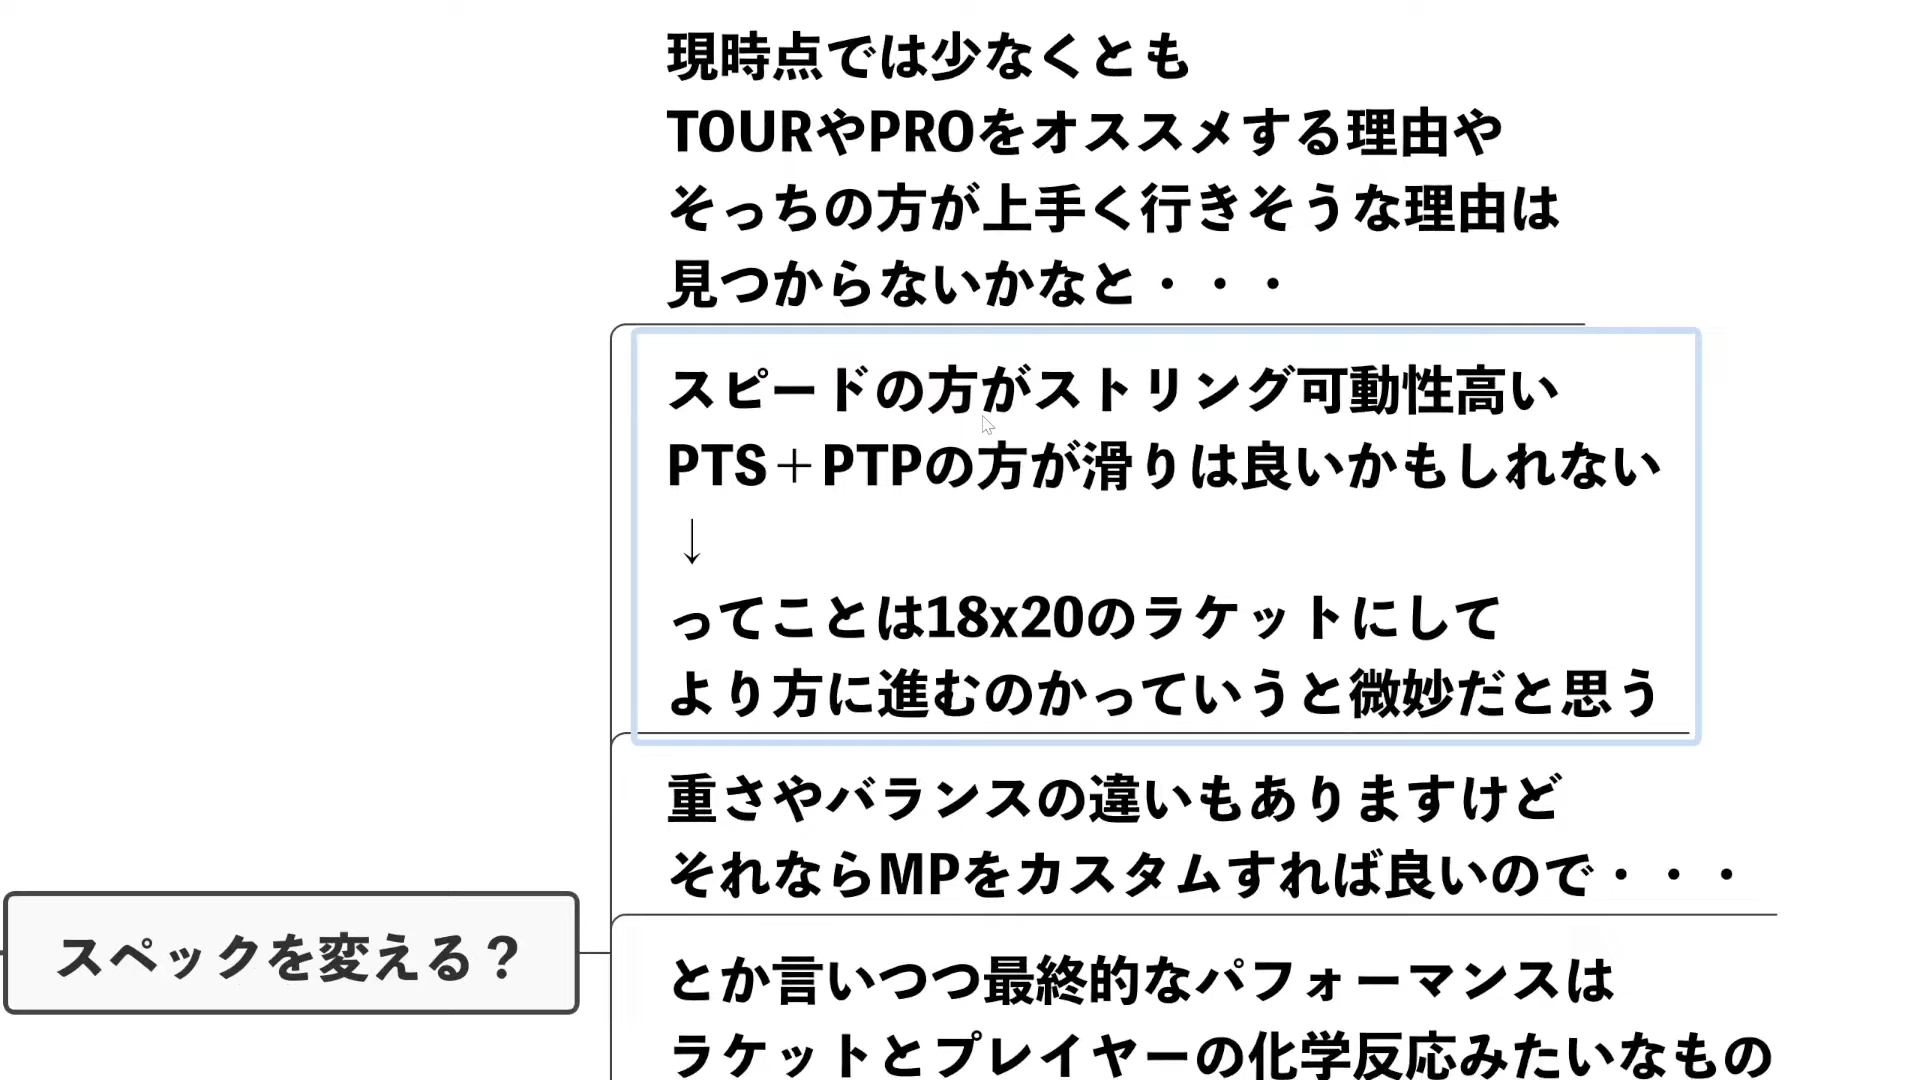 現時点では少なくとも
TOURやPROをオススメする理由や
そっちの方が上手く行きそうな理由は
見つからないかなと・・・
スピードの方がストリング可動性高い
PTS＋PTPの方が滑りは良いかもしれない
↓
ってことは18x20のラケットにして
より方に進むのかっていうと微妙だと思う
重さやバランスの違いもありますけど
それならMPをカスタムすれば良いので・・・
スペックを変える？
とか言いつつ最終的なパフォーマンスは
ラケットとプレイヤーの化学反応みたいなもの